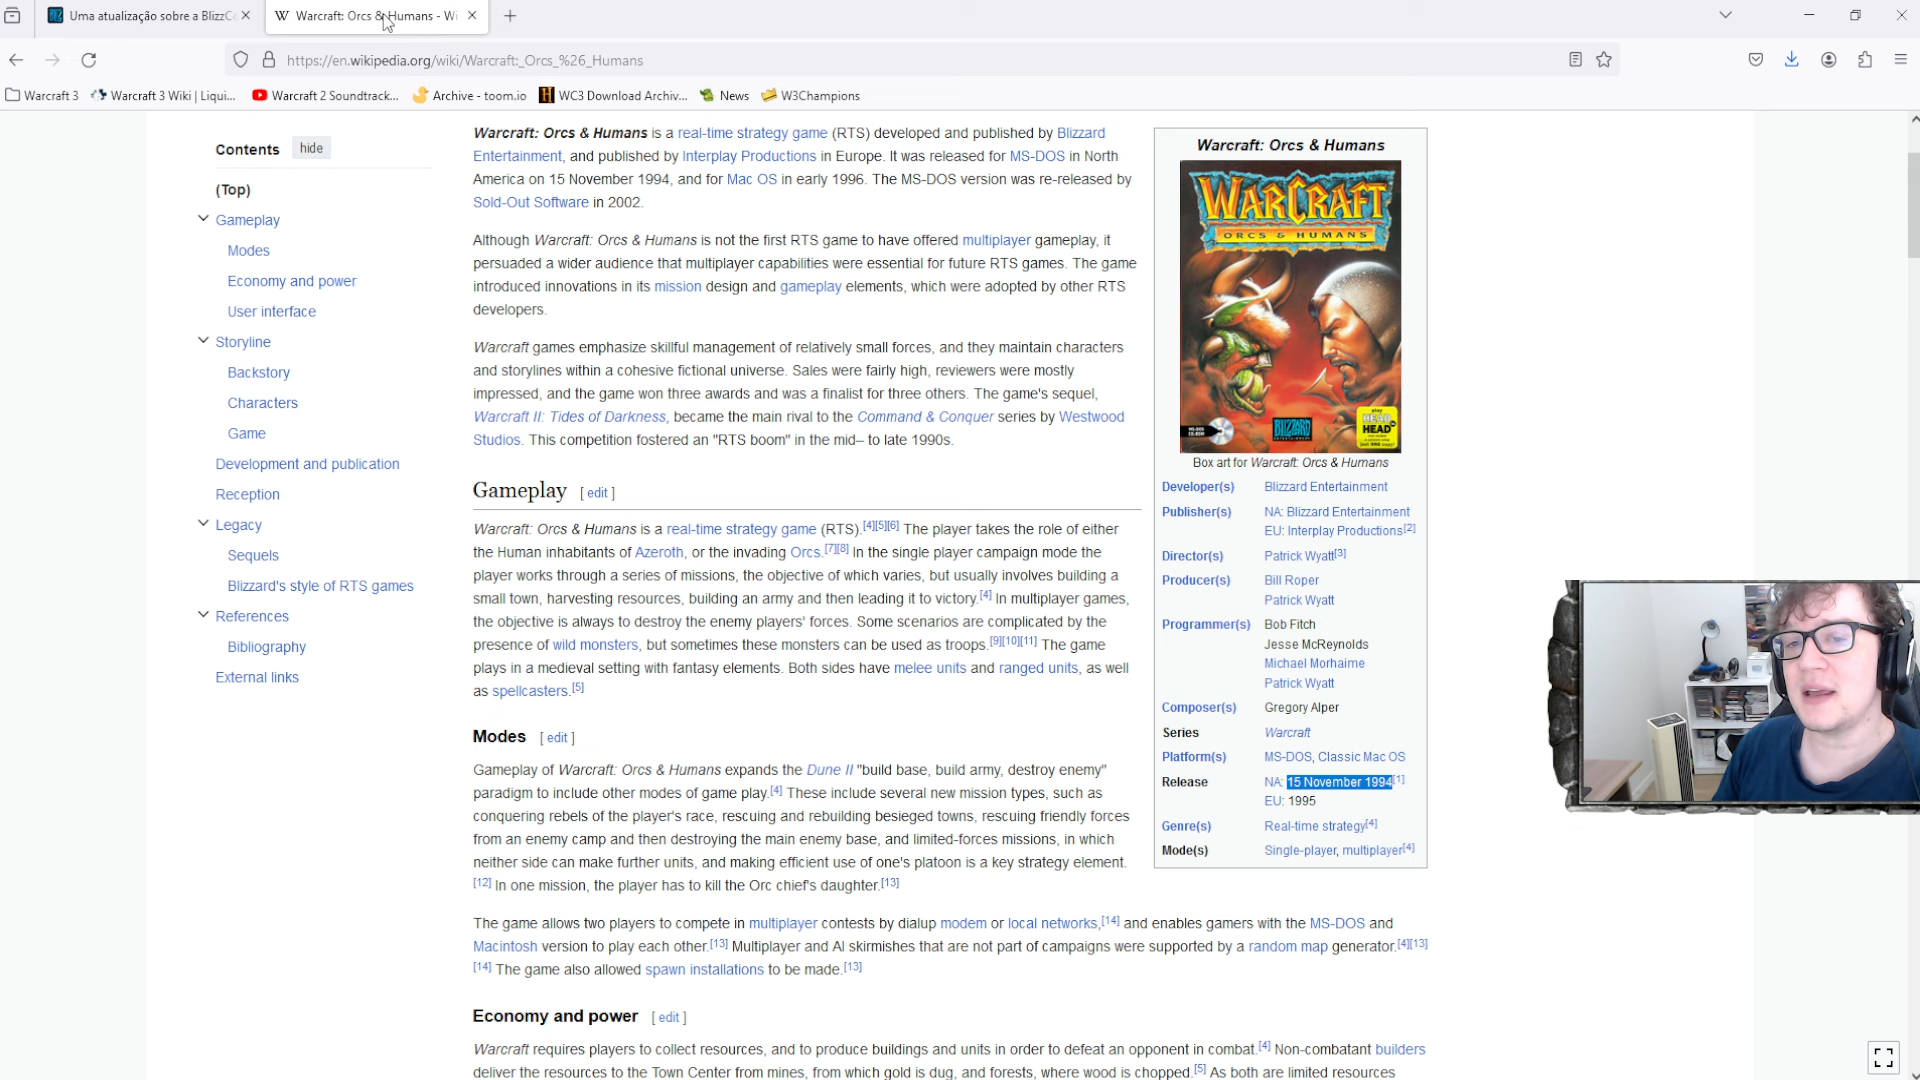 Uma atualização sobre a BlizzC
Warcraft: Orcs & Humans - Wi
https://en.wikipedia.org/wiki/Warcraft:_Orcs_%26_Humans
Warcraft 3
Warcraft 3 Wiki | Liqui...
Warcraft 2 Soundtrack...
Archive - toom.io
WC3 Download Archiv...
News
W3Champions
Contents hide
(Top)
Gameplay
Modes
Economy and power
User interface
Storyline
Backstory
Characters
Game
Development and publication
Reception
Legacy
Sequels
Blizzard's style of RTS games
References
Bibliography
External links
Warcraft: Orcs & Humans is a real-time strategy game (RTS) developed and published by Blizzard
Entertainment, and published by Interplay Productions in Europe. It was released for MS-DOS in North
America on 15 November 1994, and for Mac OS in early 1996. The MS-DOS version was re-released by
Sold-Out Software in 2002.
Although Warcraft: Orcs & Humans is not the first RTS game to have offered multiplayer gameplay, it
persuaded a wider audience that multiplayer capabilities were essential for future RTS games. The game
introduced innovations in its mission design and gameplay elements, which were adopted by other RTS
developers.
Warcraft games emphasize skillful management of relatively small forces, and they maintain characters
and storylines within a cohesive fictional universe. Sales were fairly high, reviewers were mostly
impressed, and the game won three awards and was a finalist for three others. The game's sequel,
Warcraft II: Tides of Darkness, became the main rival to the Command & Conquer series by Westwood
Studios. This competition fostered an "RTS boom" in the mid– to late 1990s.
Gameplay [ edit ]
Warcraft: Orcs & Humans is a real-time strategy game (RTS).[4][5][6] The player takes the role of either
the Human inhabitants of Azeroth, or the invading Orcs.[7][8] In the single player campaign mode the
player works through a series of missions, the objective of which varies, but usually involves building a
small town, harvesting resources, building an army and then leading it to victory.[4] In multiplayer games,
the objective is always to destroy the enemy players' forces. Some scenarios are complicated by the
presence of wild monsters, but sometimes these monsters can be used as troops.[9][10][11] The game
plays in a medieval setting with fantasy elements. Both sides have melee units and ranged units, as well
as spellcasters.[5]
Modes [ edit ]
Gameplay of Warcraft: Orcs & Humans expands the Dune II "build base, build army, destroy enemy"
paradigm to include other modes of game play.[4] These include several new mission types, such as
conquering rebels of the player's race, rescuing and rebuilding besieged towns, rescuing friendly forces
from an enemy camp and then destroying the main enemy base, and limited-forces missions, in which
neither side can make further units, and making efficient use of one's platoon is a key strategy element.
[12] In one mission, the player has to kill the Orc chief's daughter.[13]
The game allows two players to compete in multiplayer contests by dialup modem or local networks,[14] and enables gamers with the MS-DOS and
Macintosh version to play each other.[13] Multiplayer and AI skirmishes that are not part of campaigns were supported by a random map generator.[4][13]
[14] The game also allowed spawn installations to be made.[13]
Economy and power [ edit ]
Warcraft requires players to collect resources, and to produce buildings and units in order to defeat an opponent in combat.[4] Non-combatant builders
deliver the resources to the Town Center from mines, from which gold is dug, and forests, where wood is chopped.[5] As both are limited resources
Warcraft: Orcs & Humans
WARCRAFT
ORCS & HUMANS
BLIZZARD
play
HEAD
HEAD
Box art for Warcraft: Orcs & Humans
Developer(s) Blizzard Entertainment
Publisher(s) NA: Blizzard Entertainment
EU: Interplay Productions[2]
Director(s) Patrick Wyatt[3]
Producer(s) Bill Roper
Patrick Wyatt
Programmer(s) Bob Fitch
Jesse McReynolds
Michael Morhaime
Patrick Wyatt
Composer(s) Gregory Alper
Series Warcraft
Platform(s) MS-DOS, Classic Mac OS
Release NA: 15 November 1994[1]
EU: 1995
Genre(s) Real-time strategy[4]
Mode(s) Single-player, multiplayer[4]